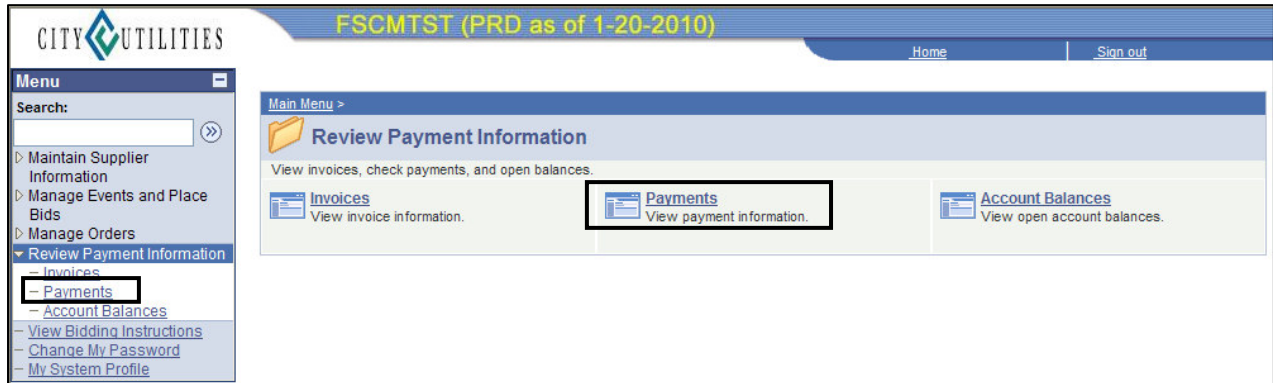 CITY UTILITIES
FSCMTST (PRD as of 1-20-2010)
Home
Sign out
Menu
Search:
Maintain Supplier
Information
Manage Events and Place
Bids
Manage Orders
Review Payment Information
– Invoices
– Payments
– Account Balances
– View Bidding Instructions
– Change My Password
– My System Profile
Main Menu >
Review Payment Information
View invoices, check payments, and open balances.
Invoices
View invoice information.
Payments
View payment information.
Account Balances
View open account balances.